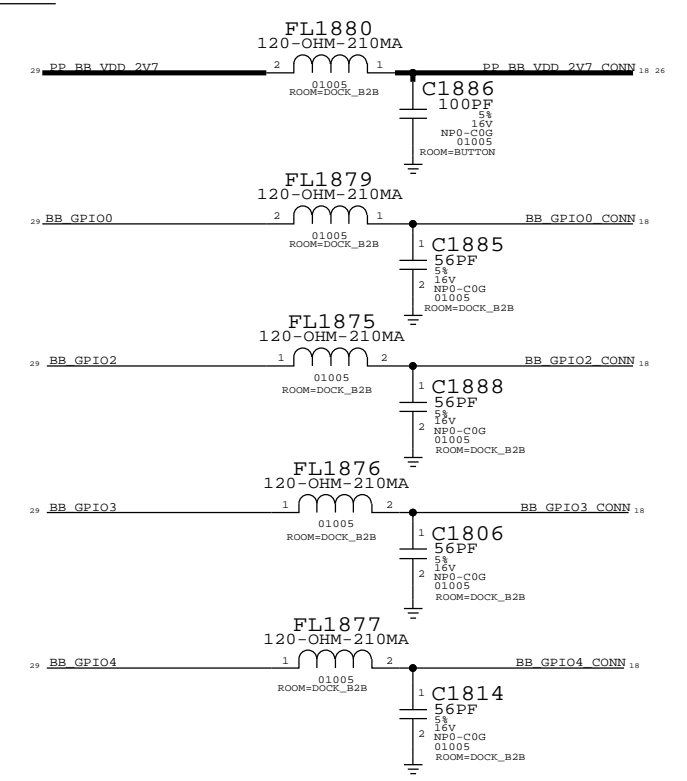 FL1880
120-OHM-210MA
29 PP_BB_VDD_2V7 2 1 PP_BB_VDD_2V7_CONN 18 26
01005
ROOM=DOCK_B2B
C1886
100PF
5%
16V
NP0-C0G
01005
ROOM=BUTTON
FL1879
120-OHM-210MA
29 BB_GPIO0 2 1 BB_GPIO0_CONN 18
01005
ROOM=DOCK_B2B
1 C1885
56PF
5%
16V
2 NP0-C0G
01005
ROOM=DOCK_B2B
FL1875
120-OHM-210MA
29 BB_GPIO2 1 2 BB_GPIO2_CONN 18
01005
ROOM=DOCK_B2B
1 C1888
56PF
5%
16V
2 NP0-C0G
01005
ROOM=DOCK_B2B
FL1876
120-OHM-210MA
29 BB_GPIO3 1 2 BB_GPIO3_CONN 18
01005
ROOM=DOCK_B2B
1 C1806
56PF
5%
16V
2 NP0-C0G
01005
ROOM=DOCK_B2B
FL1877
120-OHM-210MA
29 BB_GPIO4 1 2 BB_GPIO4_CONN 18
01005
ROOM=DOCK_B2B
1 C1814
56PF
5%
16V
2 NP0-C0G
01005
ROOM=DOCK_B2B